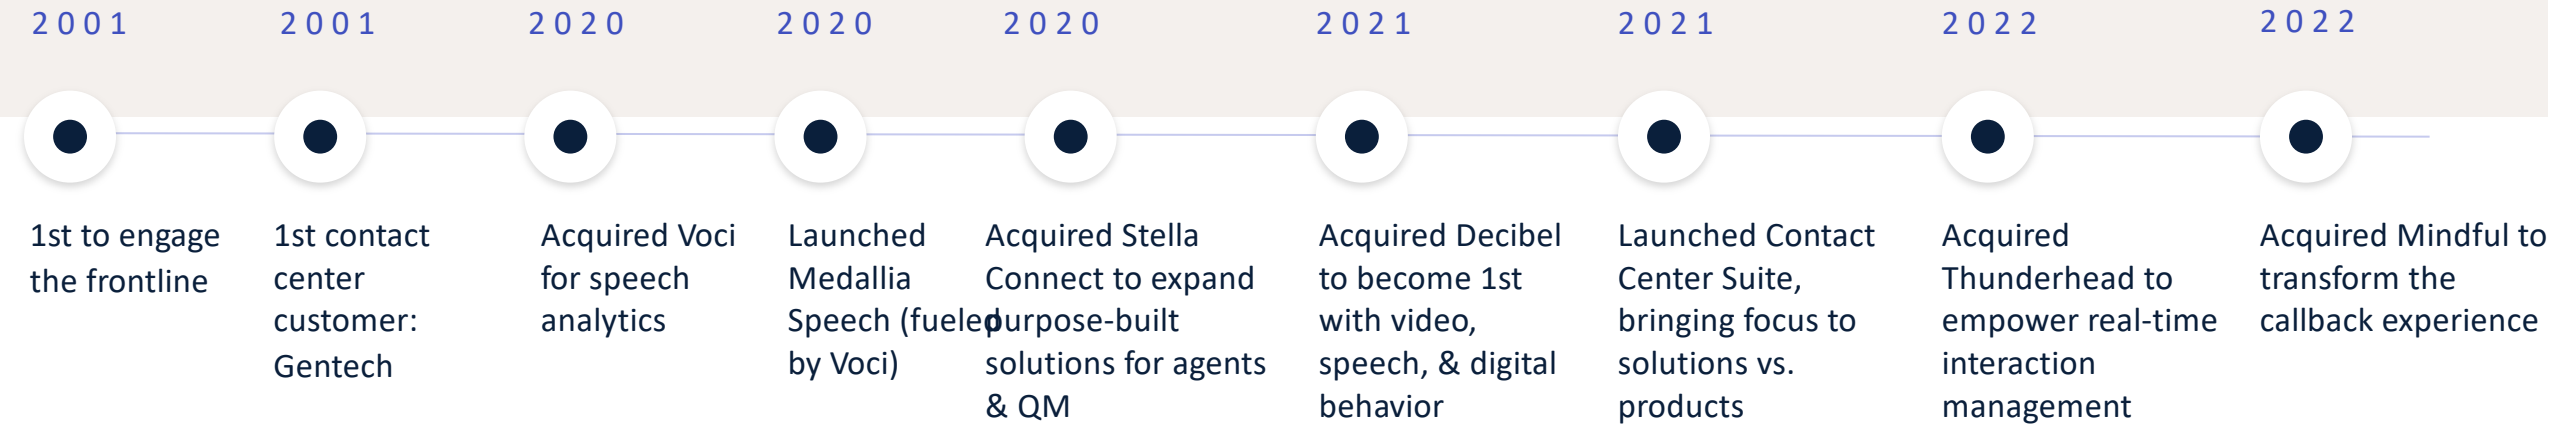 2001
2001
2020
2020
2020
2021
2021
2022
2022
1st to engage
the frontline
1st contact
center
customer:
Gentech
Acquired Voci
for speech
analytics
Launched
Medallia
Speech (fueled
by Voci)
Acquired Stella
Connect to expand
purpose-built
solutions for agents
& QM
Acquired Decibel
to become 1st
with video,
speech, & digital
behavior
Launched Contact
Center Suite,
bringing focus to
solutions vs.
products
Acquired
Thunderhead to
empower real-time
interaction
management
Acquired Mindful to
transform the
callback experience